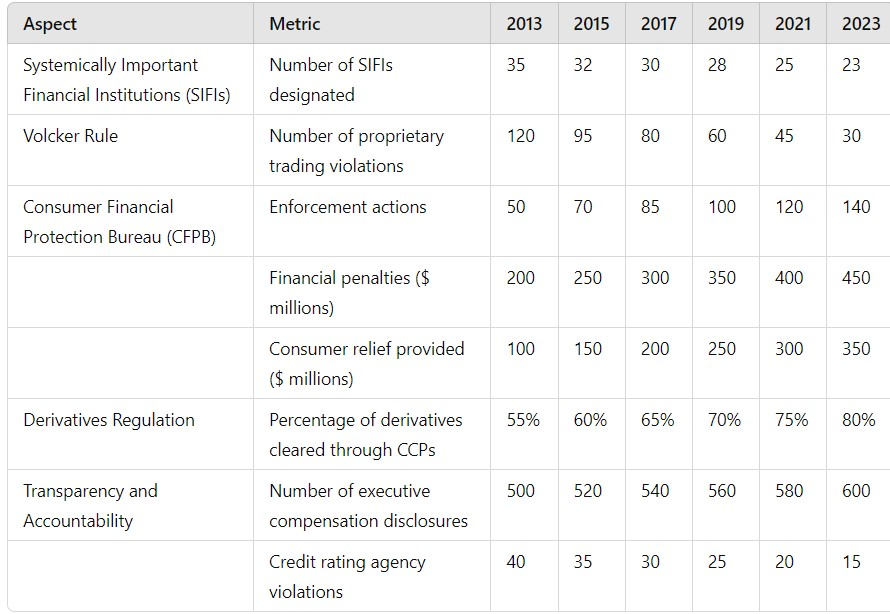 Aspect Metric 2013 2015 2017 2019 2021 2023
Systemically Important Number of SIFIs 35 32 30 28 25 23
Financial Institutions (SIFIs) designated
Volcker Rule Number of proprietary 120 95 80 60 45 30
trading violations
Consumer Financial Enforcement actions 50 70 85 100 120 140
Protection Bureau (CFPB)
Financial penalties ($ 200 250 300 350 400 450
millions)
Consumer relief provided 100 150 200 250 300 350
($ millions)
Derivatives Regulation Percentage of derivatives 55% 60% 65% 70% 75% 80%
cleared through CCPs
Transparency and Number of executive 500 520 540 560 580 600
Accountability compensation disclosures
Credit rating agency 40 35 30 25 20 15
violations